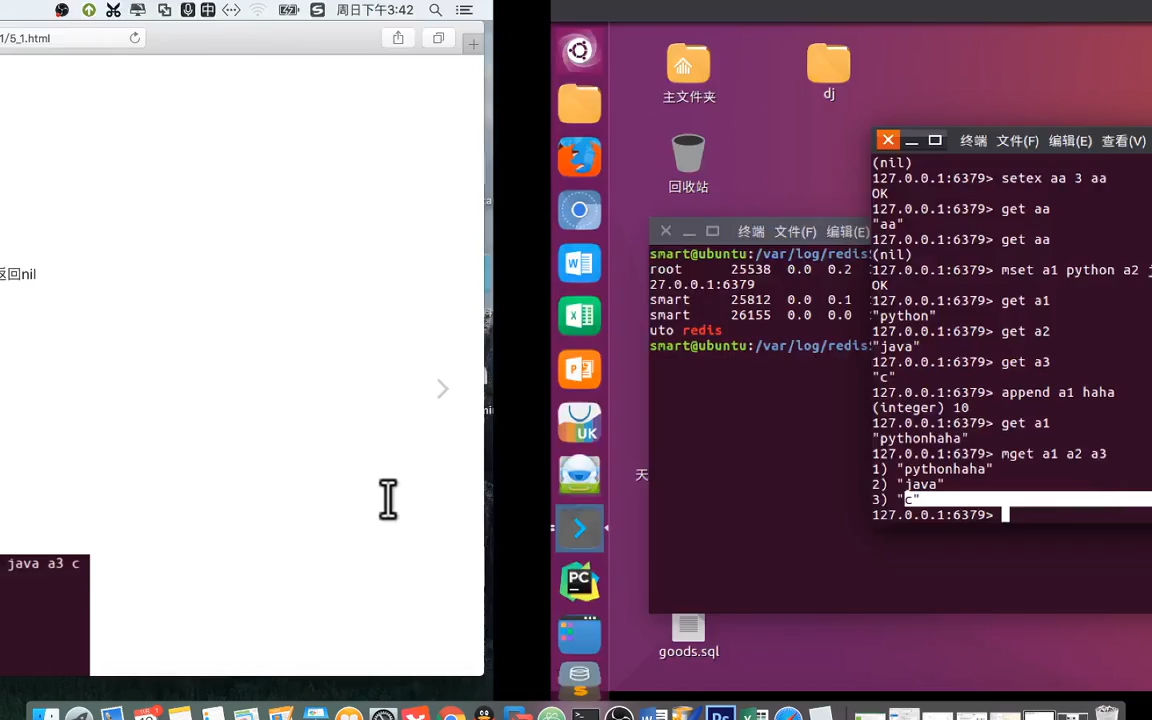 周日下午3:42
1/5_1.html
返回nil
java a3 c
主文件夹
dj
回收站
终端 文件(F) 编辑(E)
smart@ubuntu:/var/log/redis
root 25538 0.0 0.2
27.0.0.1:6379
smart 25812 0.0 0.1
smart 26155 0.0 0.0
uto redis
smart@ubuntu:/var/log/redis
天
UK
PC
goods.sql
终端 文件(F) 编辑(E) 查看(V)
(nil)
127.0.0.1:6379> setex aa 3 aa
OK
127.0.0.1:6379> get aa
"aa"
127.0.0.1:6379> get aa
(nil)
127.0.0.1:6379> mset a1 python a2 j
OK
127.0.0.1:6379> get a1
"python"
127.0.0.1:6379> get a2
"java"
127.0.0.1:6379> get a3
"c"
127.0.0.1:6379> append a1 haha
(integer) 10
127.0.0.1:6379> get a1
"pythonhaha"
127.0.0.1:6379> mget a1 a2 a3
1) "pythonhaha"
2) "java"
3) "c"
127.0.0.1:6379>